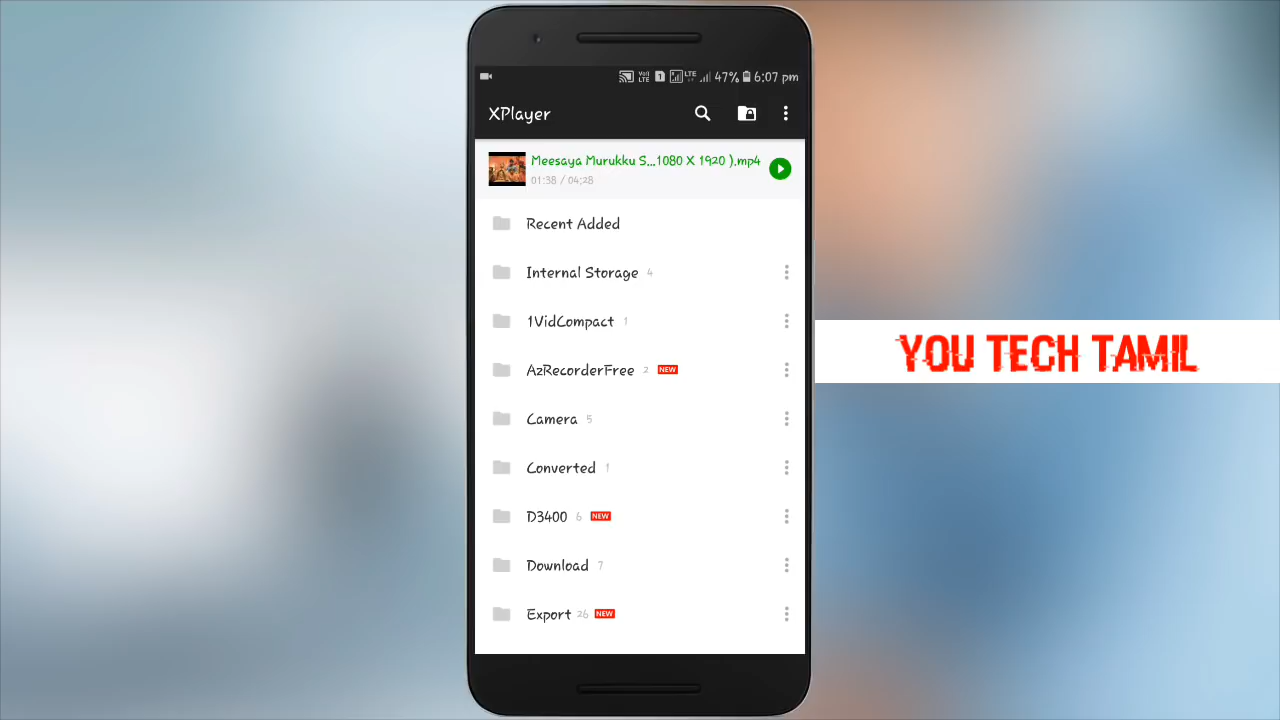 47% 6:07 pm
XPlayer
Meesaya Murukku S...1080 X 1920 ).mp4
01:38 / 04:28
Recent Added
Internal Storage 4
1VidCompact 1
AzRecorderFree 2 NEW
Camera 5
Converted 1
D3400 6 NEW
Download 7
Export 26 NEW
YOU TECH TAMIL